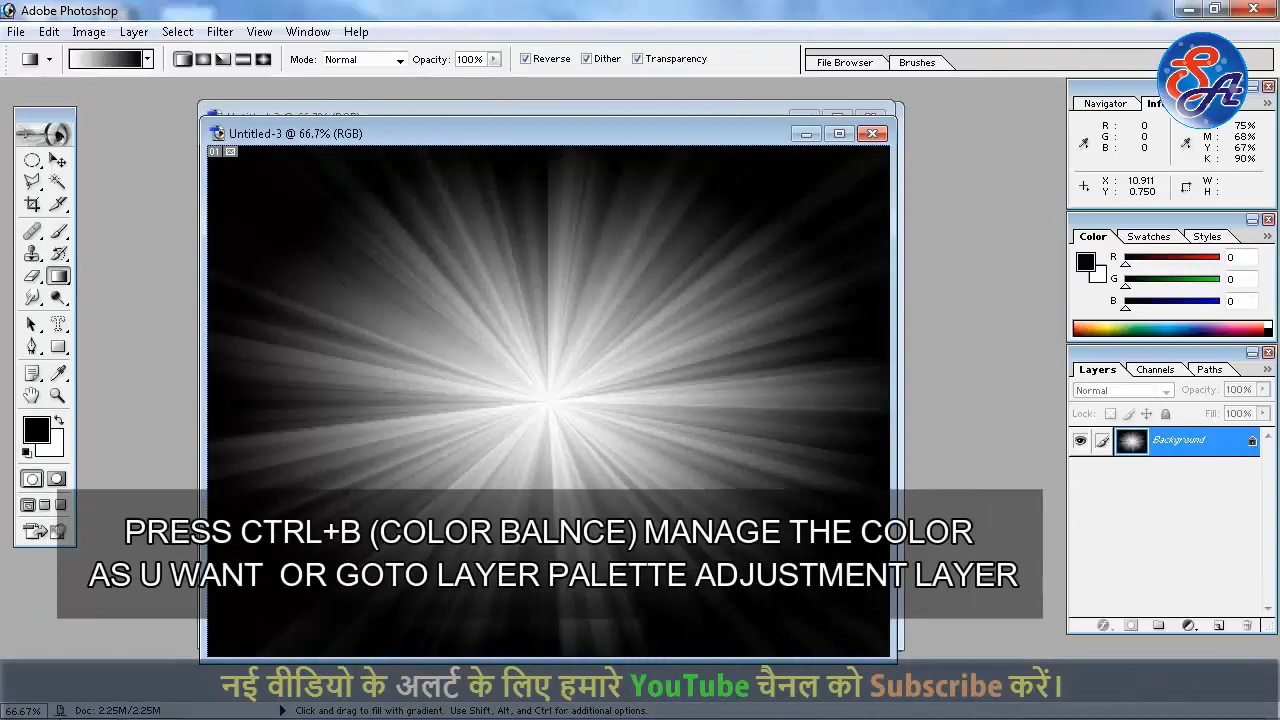 Adobe Photoshop
File Edit Image Layer Select Filter View Window Help
Mode: Normal Opacity: 100% Reverse Dither Transparency File Browser Brushes
SA
Navigator Inf
R : 0 75%
G : 0 M : 68%
B : 0 Y : 67%
K : 90%
X : 10.911 W :
Y : 0.750 H :
Untitled-3 @ 66.7% (RGB)
01
Color Swatches Styles
R 0
G 0
B 0
Layers Channels Paths
Normal Opacity: 100%
Lock: Fill: 100%
Background
PRESS CTRL+B (COLOR BALNCE) MANAGE THE COLOR
AS U WANT OR GOTO LAYER PALETTE ADJUSTMENT LAYER
नई वीडियो के अलर्ट के लिए हमारे YouTube चैनल को Subscribe करें।
66.67% Doc: 2.25M/2.25M Click and drag to fill with gradient. Use Shift, Alt, and Ctrl for additional options.